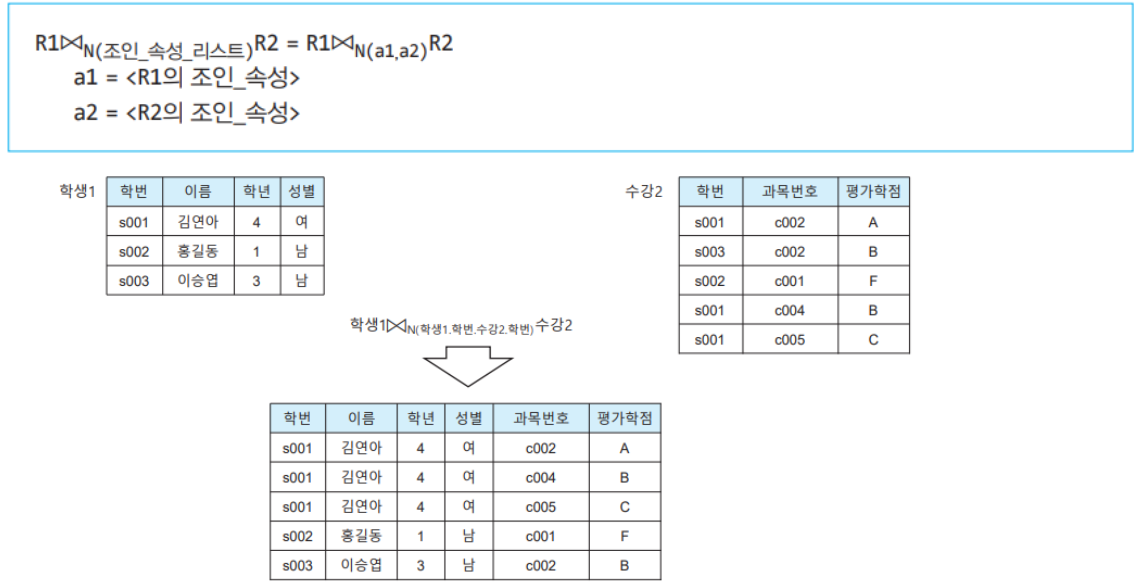 R1⋈N(조인_속성_리스트)R2 = R1⋈N(a1,a2)R2
a1 = <R1의 조인_속성>
a2 = <R2의 조인_속성>
학생1
학번 이름 학년 성별
s001 김연아 4 여
s002 홍길동 1 남
s003 이승엽 3 남
수강2
학번 과목번호 평가학점
s001 c002 A
s003 c002 B
s002 c001 F
s001 c004 B
s001 c005 C
학생1⋈N(학생1.학번.수강2.학번)수강2
학번 이름 학년 성별 과목번호 평가학점
s001 김연아 4 여 c002 A
s001 김연아 4 여 c004 B
s001 김연아 4 여 c005 C
s002 홍길동 1 남 c001 F
s003 이승엽 3 남 c002 B